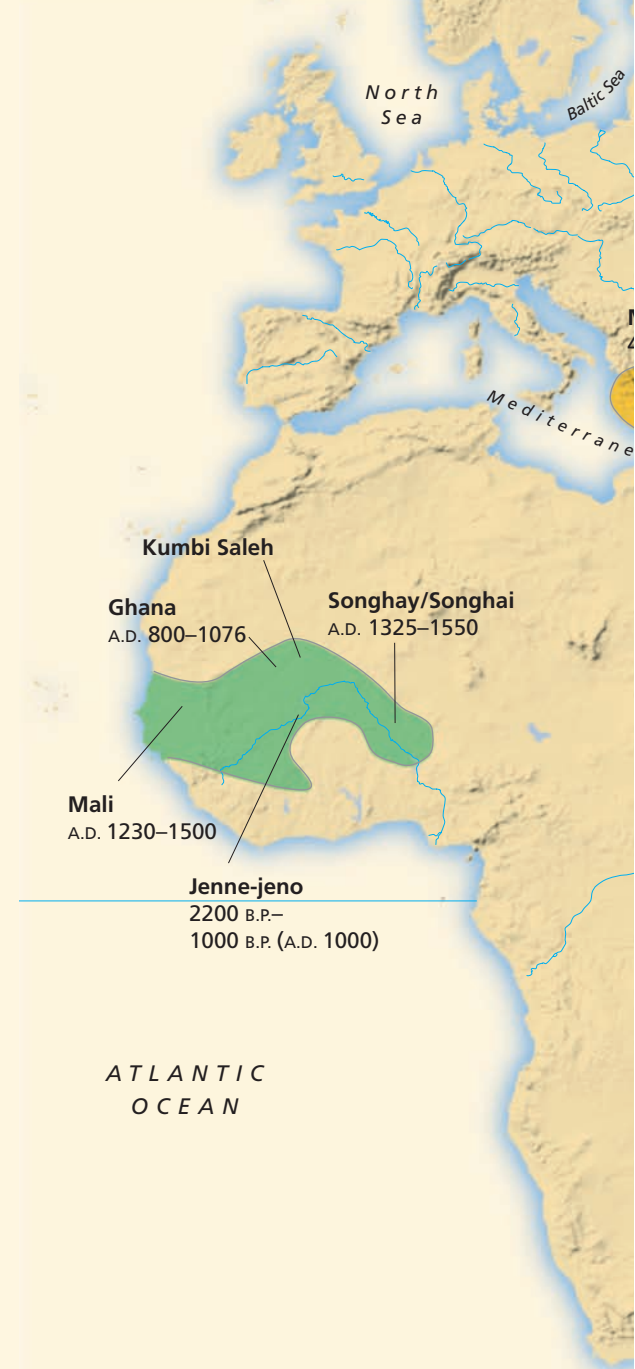 North
Sea
Baltic Sea
Mediterrane
Kumbi Saleh
Ghana
A.D. 800–1076
Songhay/Songhai
A.D. 1325–1550
Mali
A.D. 1230–1500
Jenne-jeno
2200 B.P.–
1000 B.P. (A.D. 1000)
ATLANTIC
OCEAN